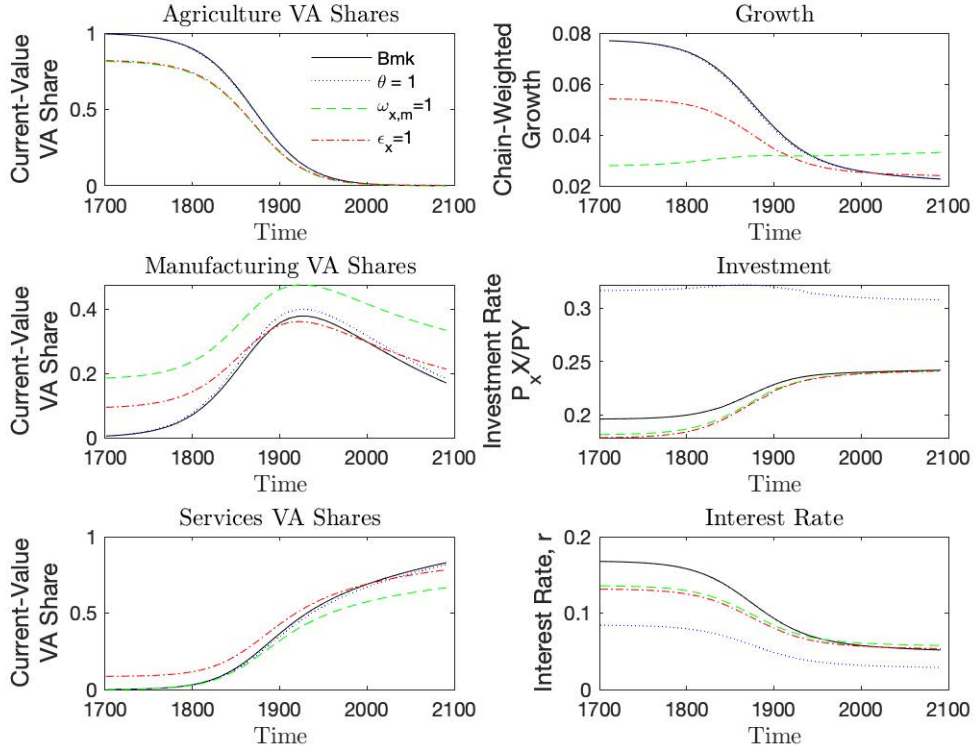 Agriculture VA Shares
Current-Value
VA Share
1
0.5
0
1700 1800 1900 2000 2100
Time
Bmk
θ = 1
ω_{x,m}=1
ϵ_x=1
Growth
Chain-Weighted
Growth
0.08
0.06
0.04
0.02
1700 1800 1900 2000 2100
Time
Manufacturing VA Shares
Current-Value
VA Share
0.4
0.2
0
1700 1800 1900 2000 2100
Time
Investment
Investment Rate
P_xX/PY
0.3
0.25
0.2
1700 1800 1900 2000 2100
Time
Services VA Shares
Current-Value
VA Share
1
0.5
0
1700 1800 1900 2000 2100
Time
Interest Rate
Interest Rate, r
0.2
0.1
0
1700 1800 1900 2000 2100
Time